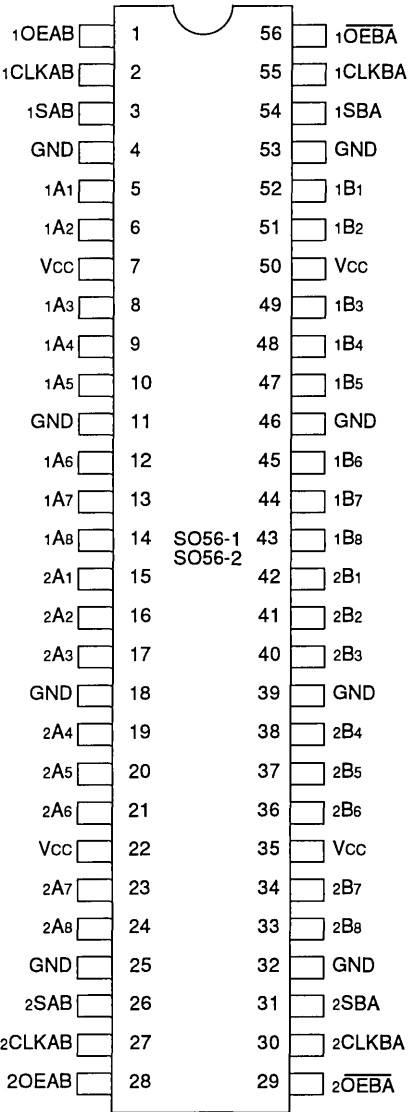 1OEAB 1 56 1O̅E̅B̅A̅
1CLKAB 2 55 1CLKBA
1SAB 3 54 1SBA
GND 4 53 GND
1A1 5 52 1B1
1A2 6 51 1B2
VCC 7 50 VCC
1A3 8 49 1B3
1A4 9 48 1B4
1A5 10 47 1B5
GND 11 46 GND
1A6 12 45 1B6
1A7 13 44 1B7
1A8 14 SO56-1 43 1B8
SO56-2
2A1 15 42 2B1
2A2 16 41 2B2
2A3 17 40 2B3
GND 18 39 GND
2A4 19 38 2B4
2A5 20 37 2B5
2A6 21 36 2B6
VCC 22 35 VCC
2A7 23 34 2B7
2A8 24 33 2B8
GND 25 32 GND
2SAB 26 31 2SBA
2CLKAB 27 30 2CLKBA
2OEAB 28 29 2O̅E̅B̅A̅